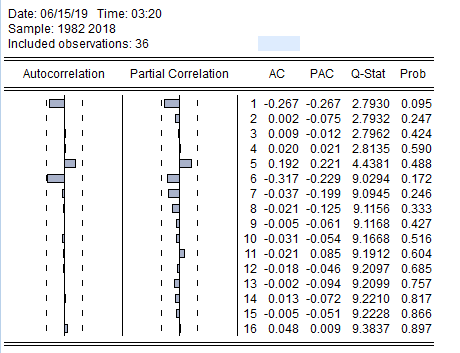 Date: 06/15/19 Time: 03:20
Sample: 1982 2018
Included observations: 36
Autocorrelation Partial Correlation AC PAC Q-Stat Prob
1 -0.267 -0.267 2.7930 0.095
2 0.002 -0.075 2.7932 0.247
3 0.009 -0.012 2.7962 0.424
4 0.020 0.021 2.8135 0.590
5 0.192 0.221 4.4381 0.488
6 -0.317 -0.229 9.0294 0.172
7 -0.037 -0.199 9.0945 0.246
8 -0.021 -0.125 9.1156 0.333
9 -0.005 -0.061 9.1168 0.427
10 -0.031 -0.054 9.1668 0.516
11 -0.021 0.085 9.1912 0.604
12 -0.018 -0.046 9.2097 0.685
13 -0.002 -0.094 9.2099 0.757
14 0.013 -0.072 9.2210 0.817
15 -0.005 -0.051 9.2228 0.866
16 0.048 0.009 9.3837 0.897